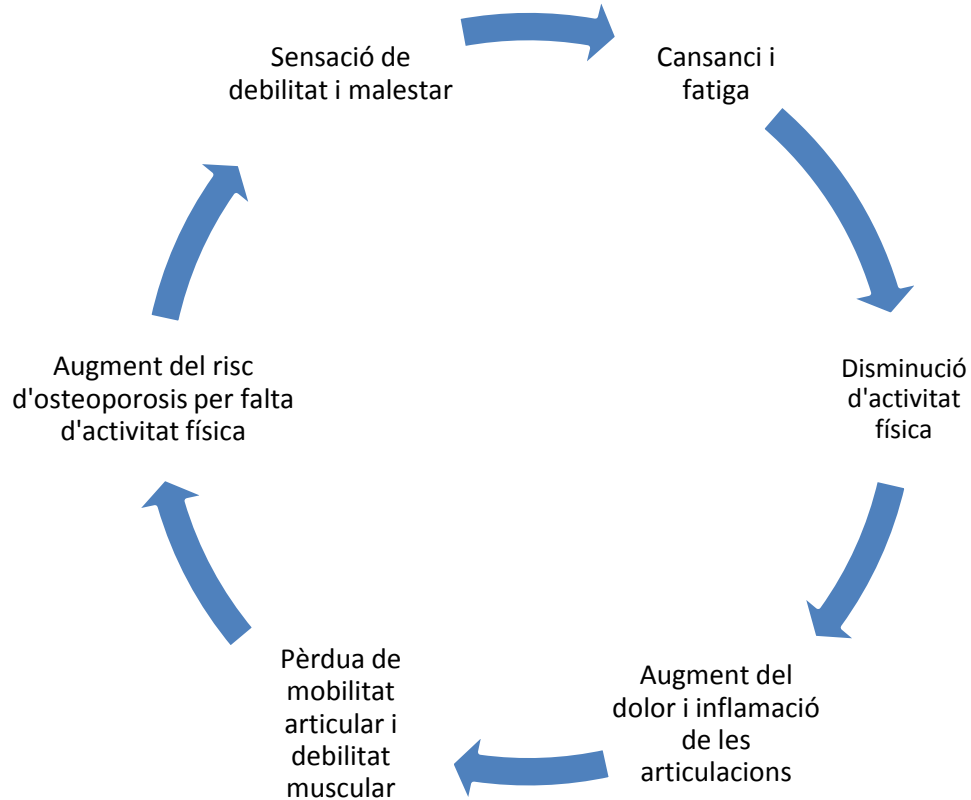 Sensació de
debilitat i malestar
Cansanci i
fatiga
Disminució
d'activitat
física
Augment del
dolor i inflamació
de les
articulacions
Pèrdua de
mobilitat
articular i
debilitat
muscular
Augment del risc
d'osteoporosis per falta
d'activitat física